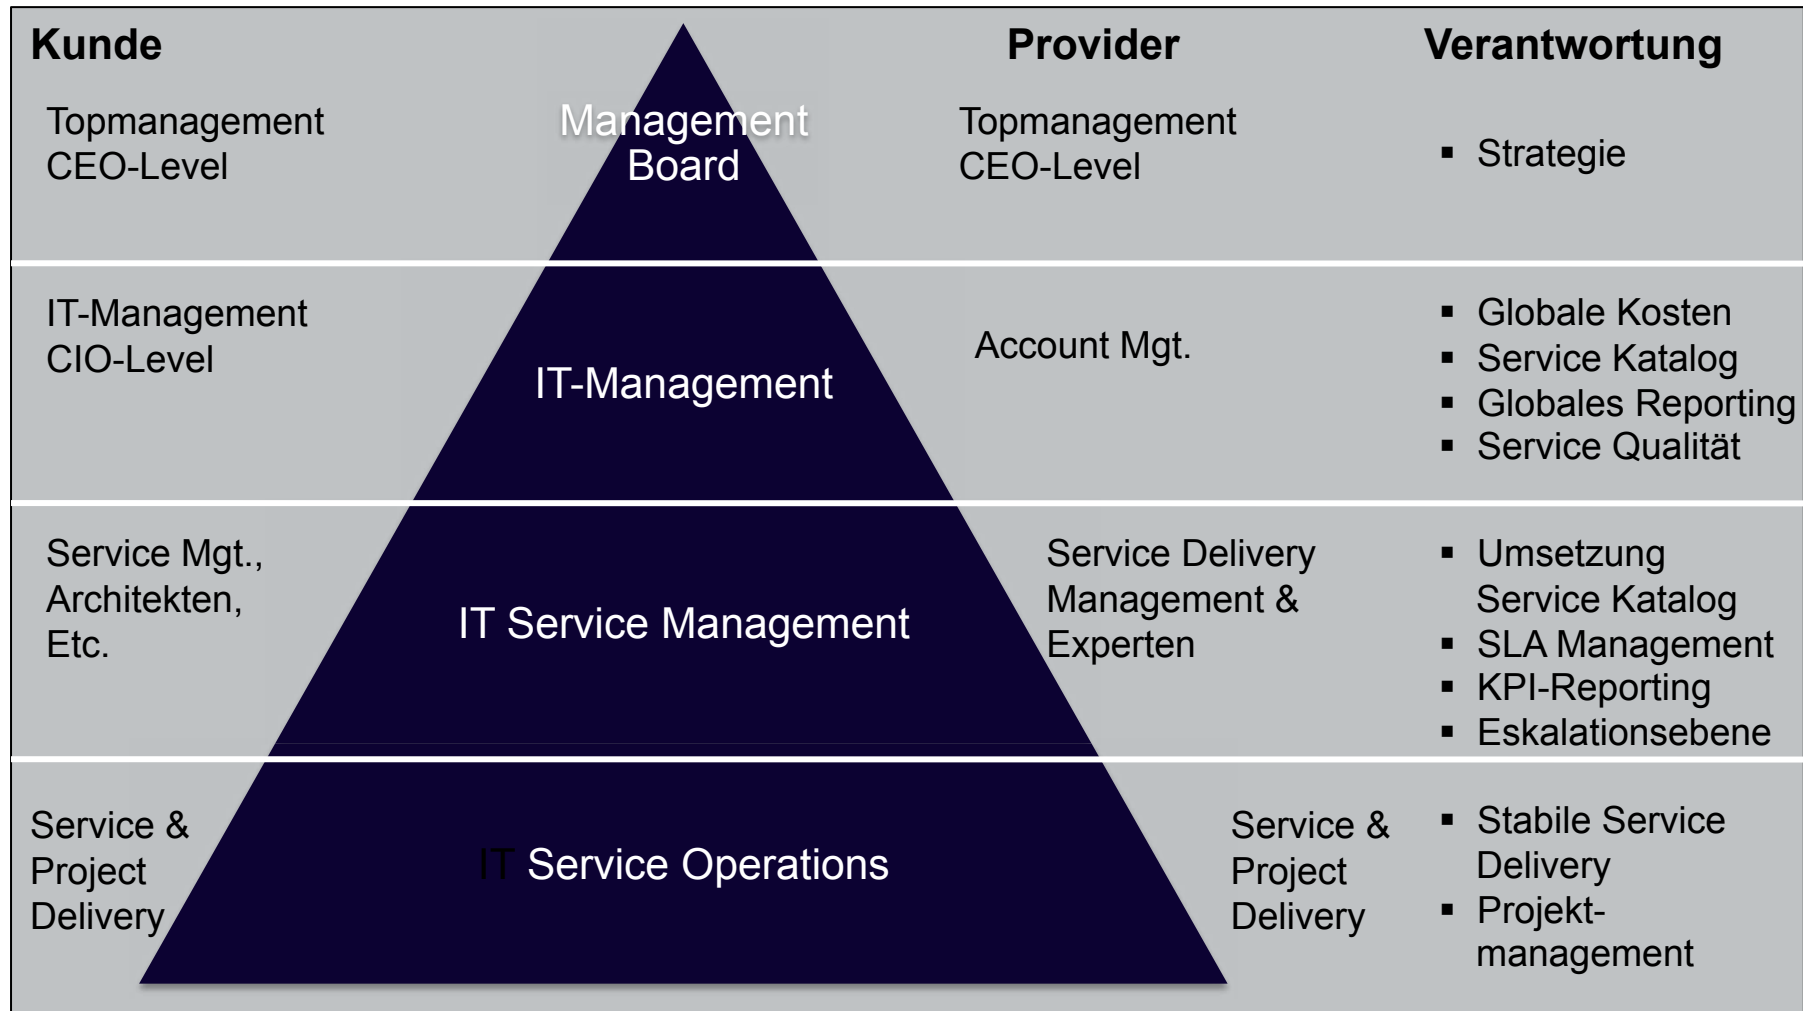 Kunde
Provider
Verantwortung
Topmanagement
CEO-Level
Management
Board
Topmanagement
CEO-Level
▪ Strategie
IT-Management
CIO-Level
IT-Management
Account Mgt.
▪ Globale Kosten
▪ Service Katalog
▪ Globales Reporting
▪ Service Qualität
Service Mgt.,
Architekten,
Etc.
IT Service Management
Service Delivery
Management &
Experten
▪ Umsetzung
Service Katalog
▪ SLA Management
▪ KPI-Reporting
▪ Eskalationsebene
Service &
Project
Delivery
IT Service Operations
Service &
Project
Delivery
▪ Stabile Service
Delivery
▪ Projekt-
management